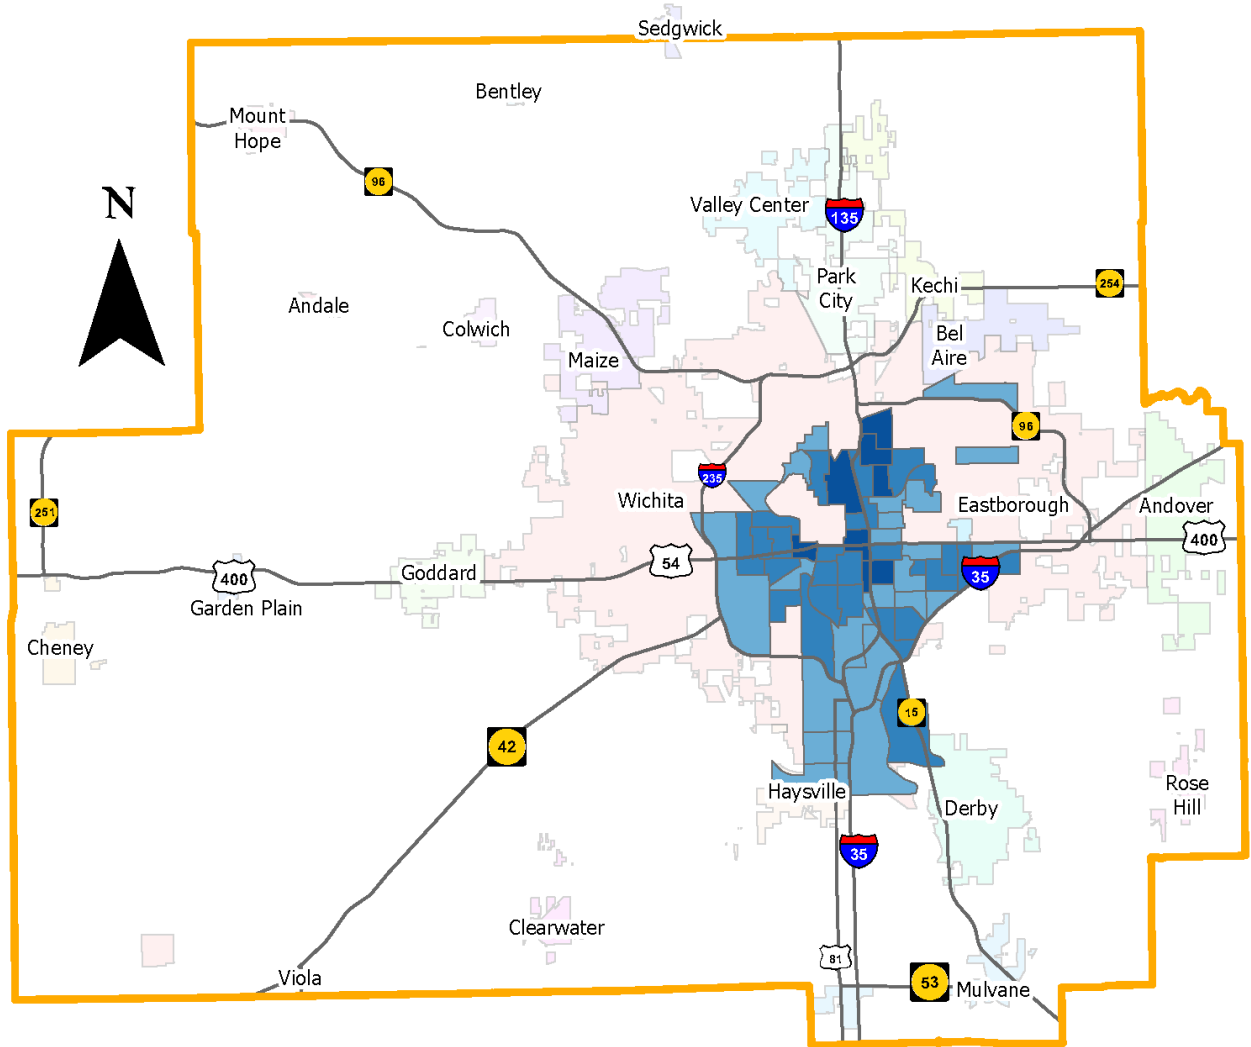 Sedgwick
Bentley
Mount
Hope
96
N
Valley Center
135
Park
City
Kechi
254
Andale
Colwich
Maize
Bel
Aire
96
235
Wichita
Eastborough
Andover
251
400
54
400
Goddard
35
Garden Plain
Cheney
15
42
Haysville
Rose
Hill
Derby
35
Clearwater
81
Viola
53
Mulvane